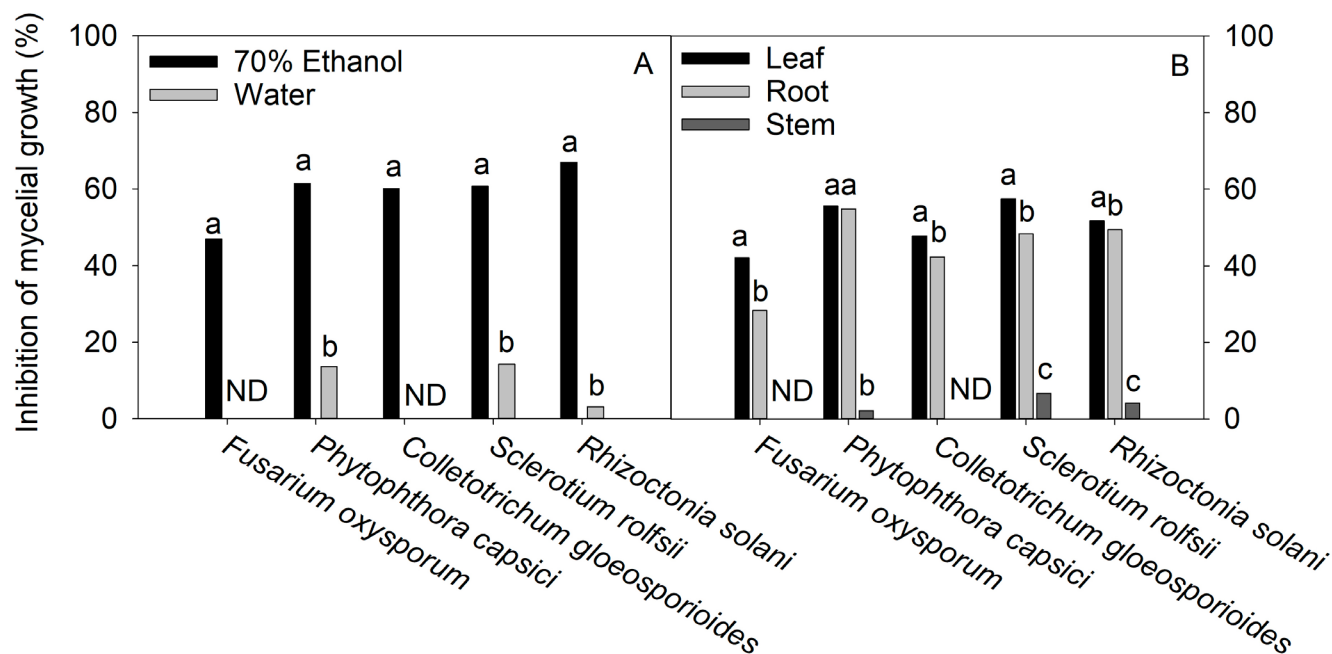 Inhibition of mycelial growth (%)
100
80
60
40
20
0
70% Ethanol
Water
A
a
ND
a
b
a
ND
a
b
a
b
Fusarium oxysporum
Phytophthora capsici
Colletotrichum gloeosporioides
Sclerotium rolfsii
Rhizoctonia solani
Leaf
Root
Stem
B
a
b
ND
aa
b
a
b
ND
a
b
c
a
b
c
100
80
60
40
20
0
Fusarium oxysporum
Phytophthora capsici
Colletotrichum gloeosporioides
Sclerotium rolfsii
Rhizoctonia solani